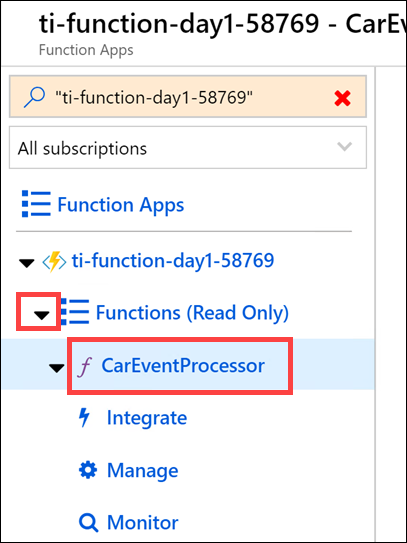 ti-function-day1-58769 - CarE
Function Apps
"ti-function-day1-58769"
All subscriptions
Function Apps
ti-function-day1-58769
Functions (Read Only)
f CarEventProcessor
Integrate
Manage
Monitor